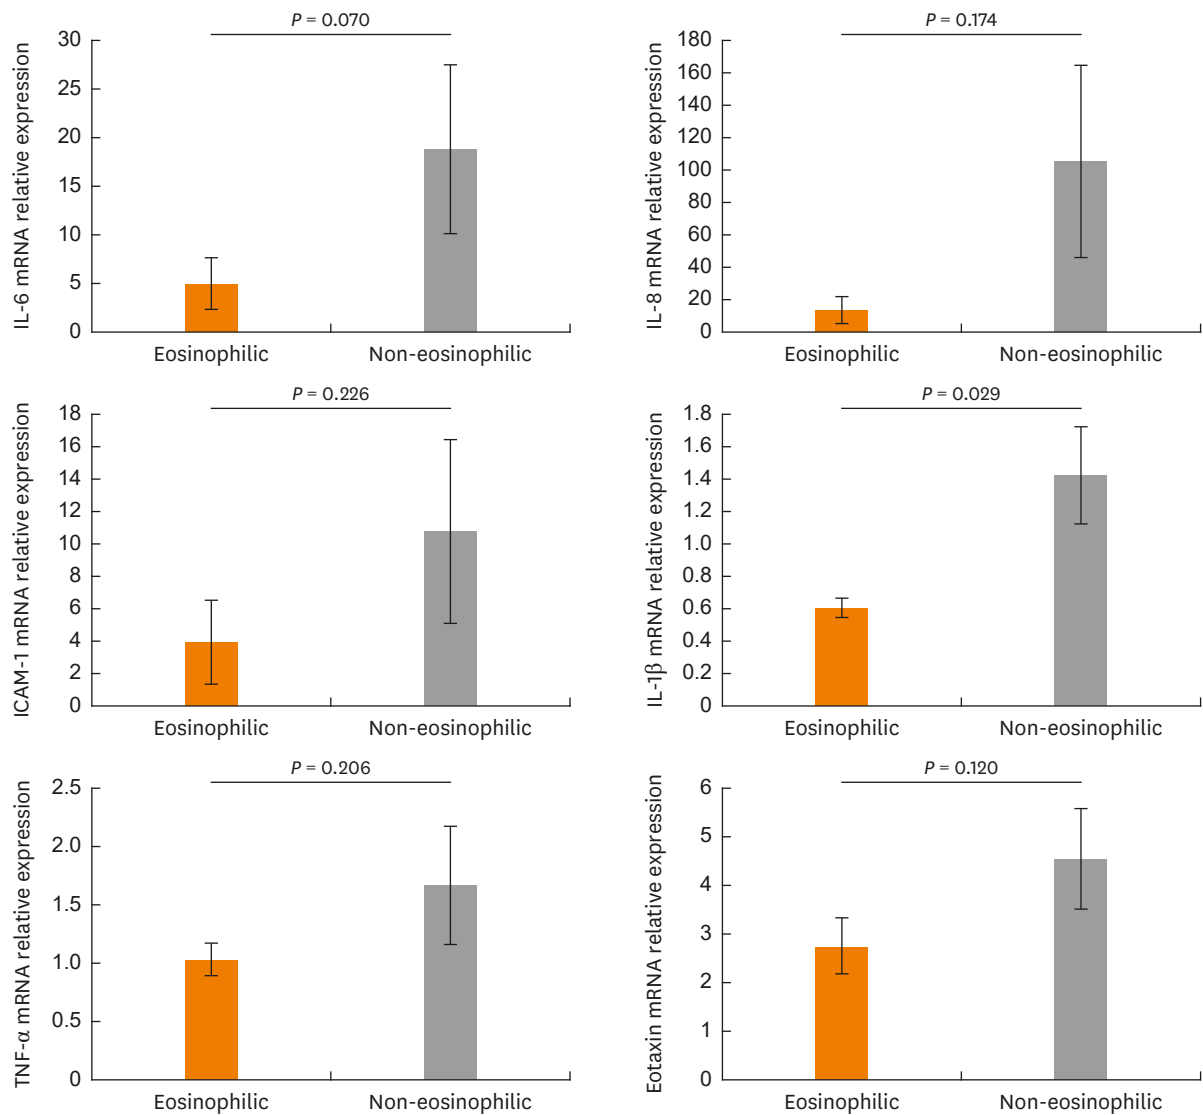 P = 0.070
IL-6 mRNA relative expression
30
25
20
15
10
5
0
Eosinophilic
Non-eosinophilic
P = 0.174
IL-8 mRNA relative expression
180
160
140
120
100
80
60
40
20
0
Eosinophilic
Non-eosinophilic
P = 0.226
ICAM-1 mRNA relative expression
18
16
14
12
10
8
6
4
2
0
Eosinophilic
Non-eosinophilic
P = 0.029
IL-1β mRNA relative expression
1.8
1.6
1.4
1.2
1.0
0.8
0.6
0.4
0.2
0
Eosinophilic
Non-eosinophilic
P = 0.206
TNF-α mRNA relative expression
2.5
2.0
1.5
1.0
0.5
0
Eosinophilic
Non-eosinophilic
P = 0.120
Eotaxin mRNA relative expression
6
5
4
3
2
1
0
Eosinophilic
Non-eosinophilic